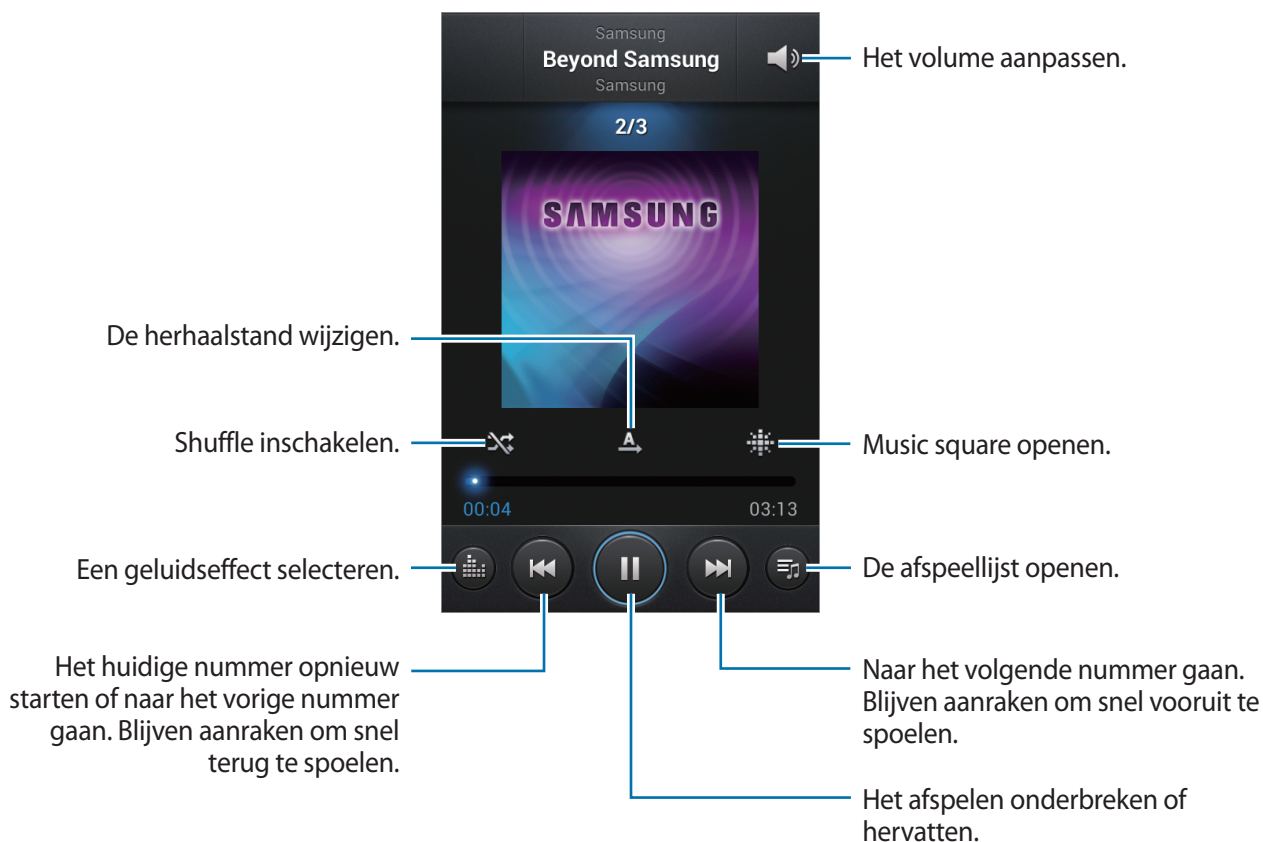 Samsung
Beyond Samsung
Samsung
Het volume aanpassen.
2/3
SAMSUNG
De herhaalstand wijzigen.
A
Shuffle inschakelen.
Music square openen.
00:04
03:13
Een geluidseffect selecteren.
De afspeellijst openen.
Het huidige nummer opnieuw
starten of naar het vorige nummer
gaan. Blijven aanraken om snel
terug te spoelen.
Naar het volgende nummer gaan.
Blijven aanraken om snel vooruit te
spoelen.
Het afspelen onderbreken of
hervatten.